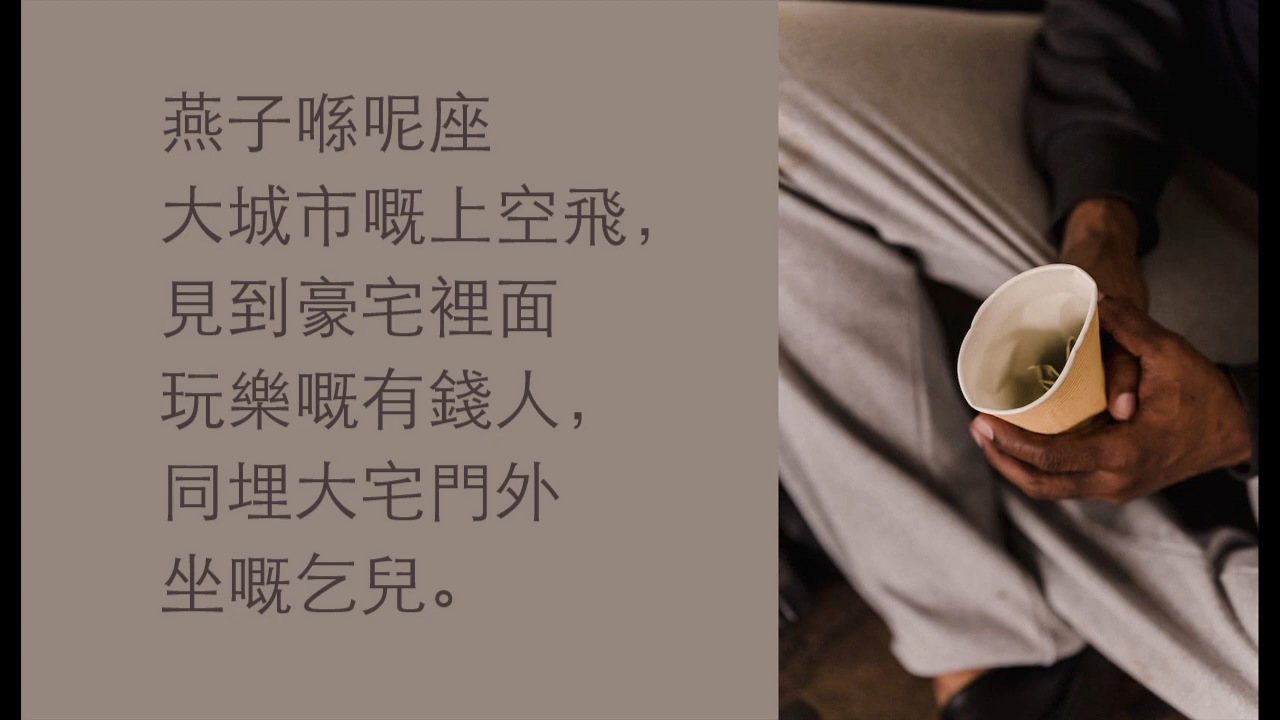 燕子喺呢座
大城市嘅上空飛，
見到豪宅裡面
玩樂嘅有錢人，
同埋大宅門外
坐嘅乞兒。